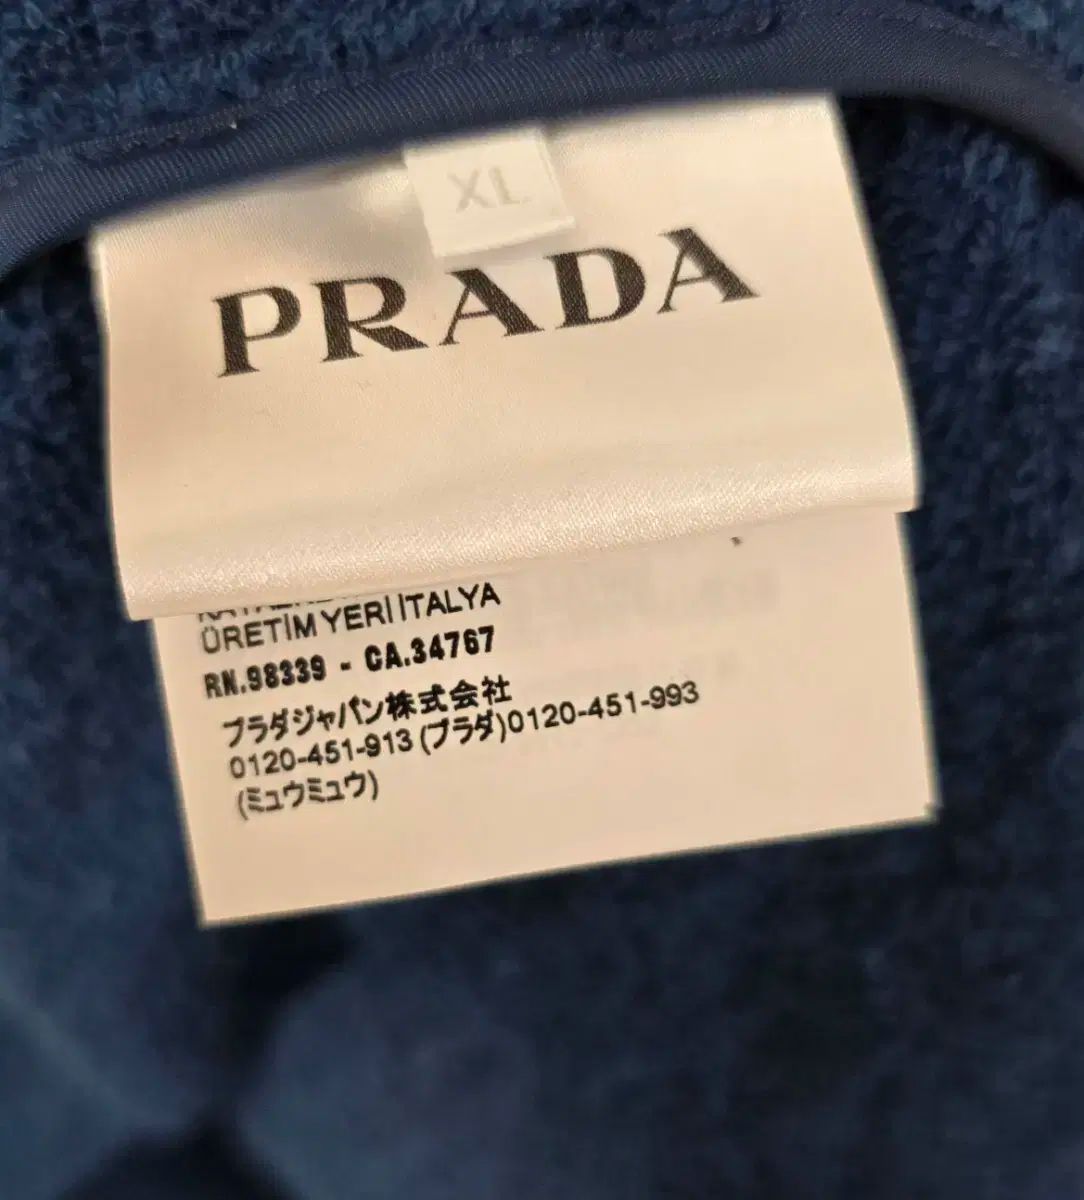 XL
PRADA
ÜRETİM YERİ İTALYA
RN.98339 - CA.34767
プラダジャパン株式会社
0120-451-913 (プラダ)0120-451-993
(ミュウミュウ)